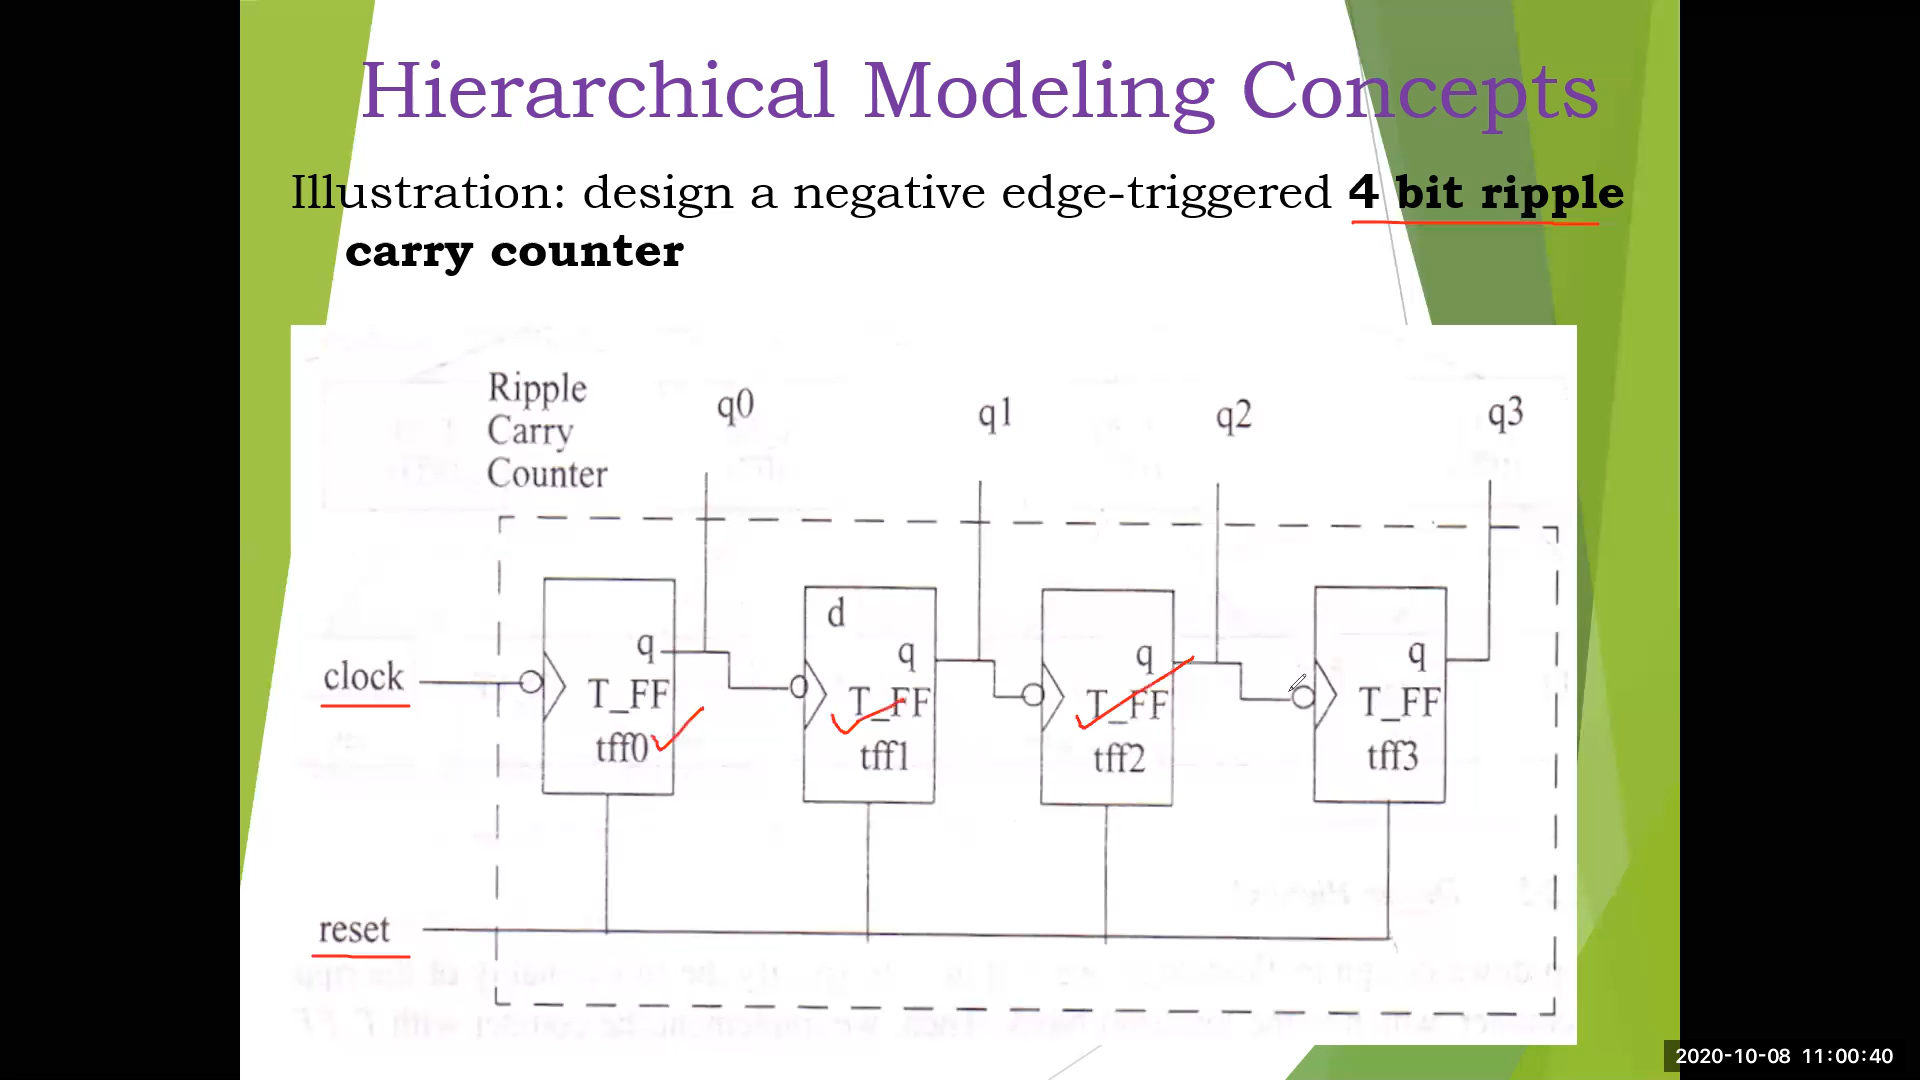 Hierarchical Modeling Concepts
Illustration: design a negative edge-triggered 4 bit ripple
carry counter
Ripple
Carry
Counter
q0
q1
q2
q3
d
q
q
q
q
clock
T_FF
T_FF
T_FF
T_FF
tff0
tff1
tff2
tff3
reset
2020-10-08 11:00:40